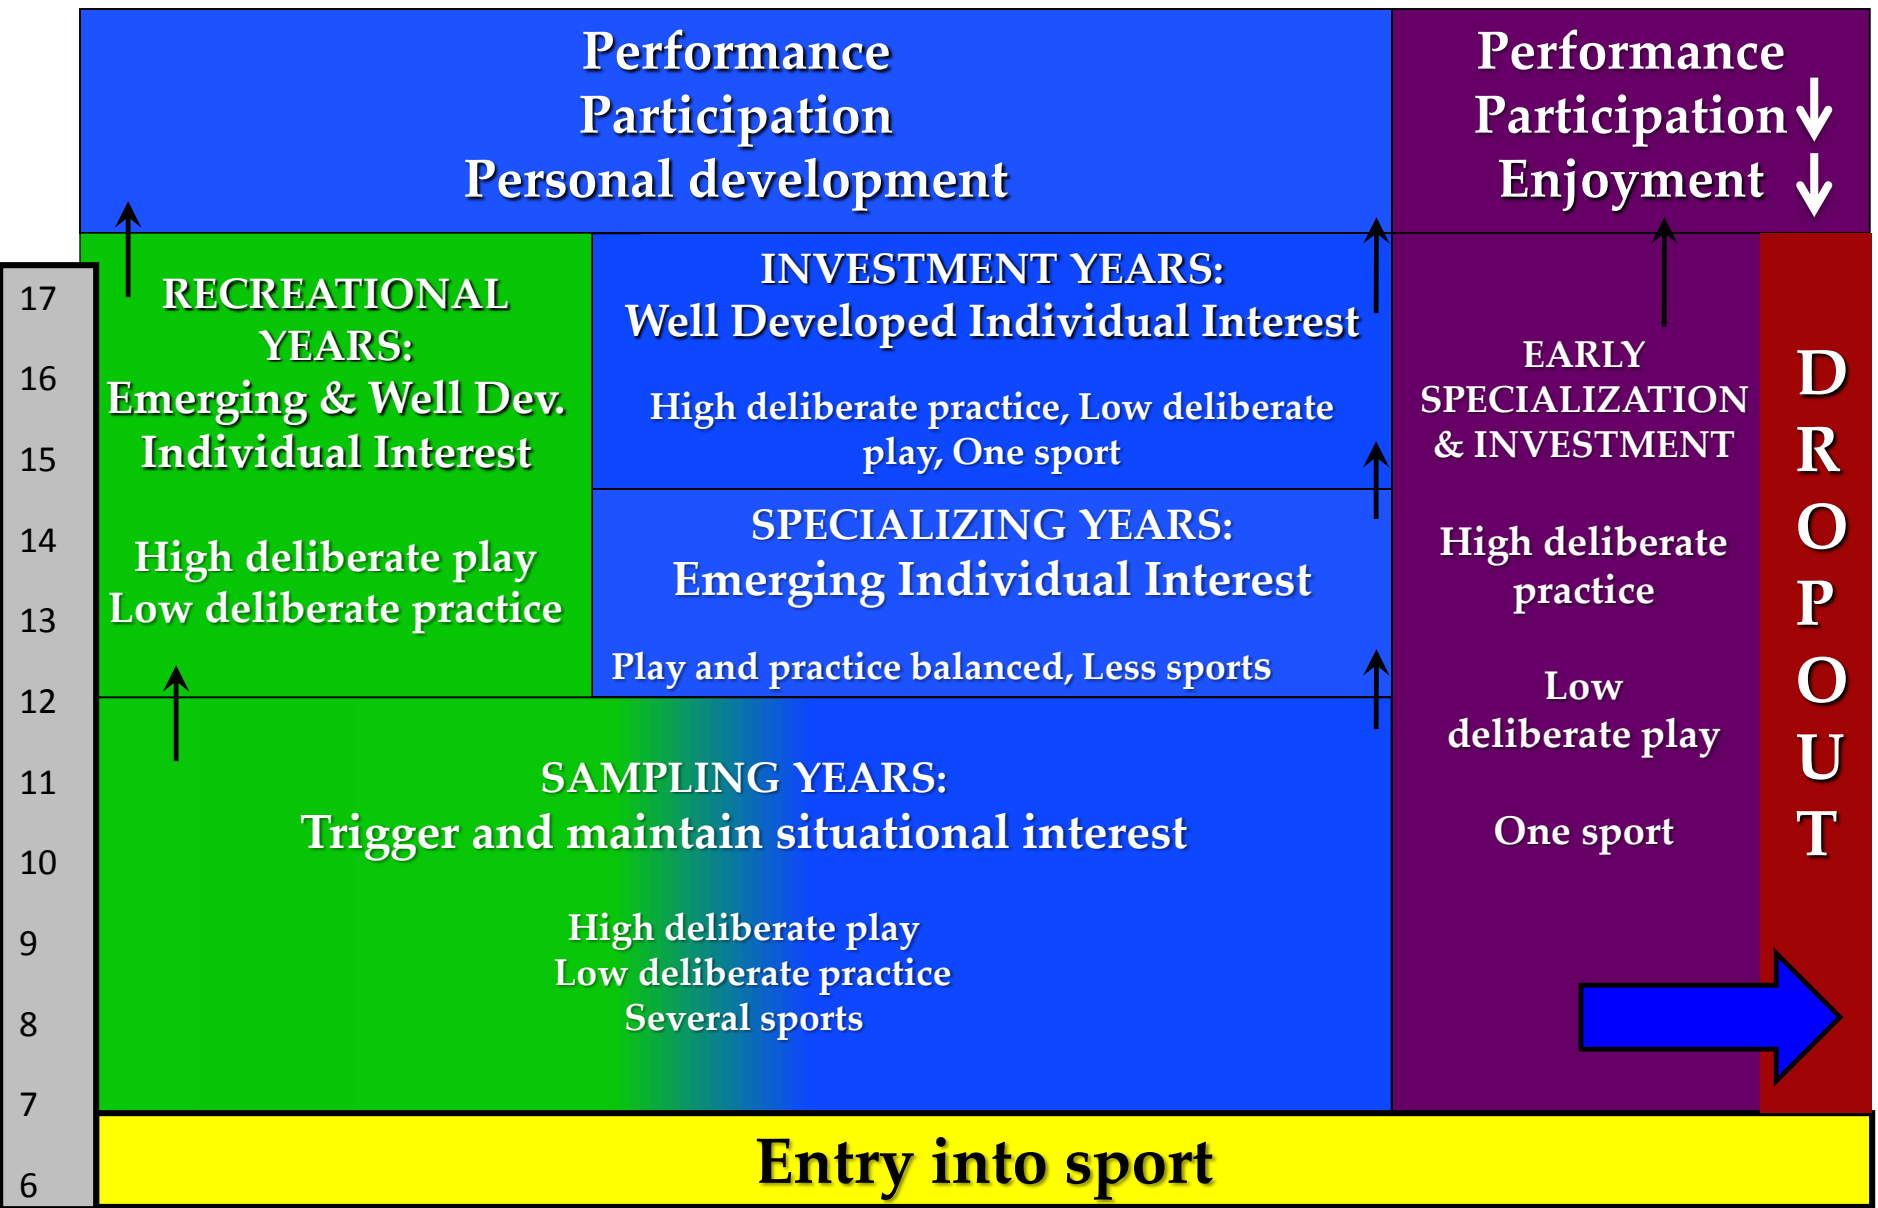 Performance
Participation
Personal development
Performance
Participation
Enjoyment
17
16
15
14
13
12
11
10
9
8
7
6
RECREATIONAL
YEARS:
Emerging & Well Dev.
Individual Interest
High deliberate play
Low deliberate practice
INVESTMENT YEARS:
Well Developed Individual Interest
High deliberate practice, Low deliberate
play, One sport
SPECIALIZING YEARS:
Emerging Individual Interest
Play and practice balanced, Less sports
SAMPLING YEARS:
Trigger and maintain situational interest
High deliberate play
Low deliberate practice
Several sports
EARLY
SPECIALIZATION
& INVESTMENT
High deliberate
practice
Low
deliberate play
One sport
D
R
O
P
O
U
T
Entry into sport